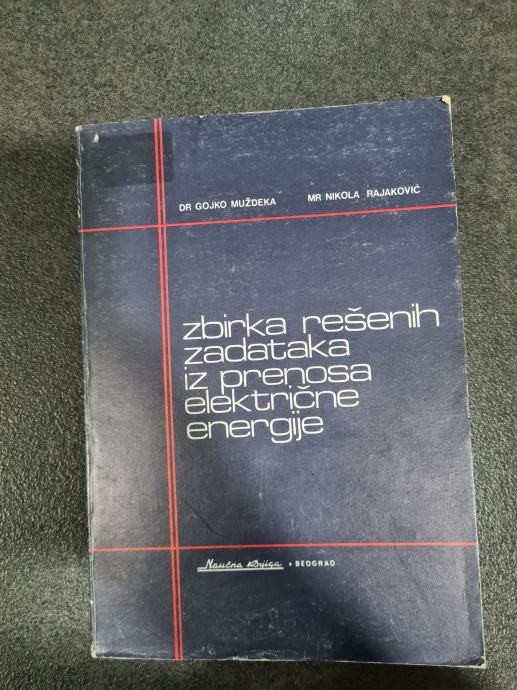 DR GOJKO MUŽDEKA MR NIKOLA RAJAKOVIĆ
zbirka rešenih
zadataka
iz prenosa
električne
energije
Naučna knjiga • BEOGRAD